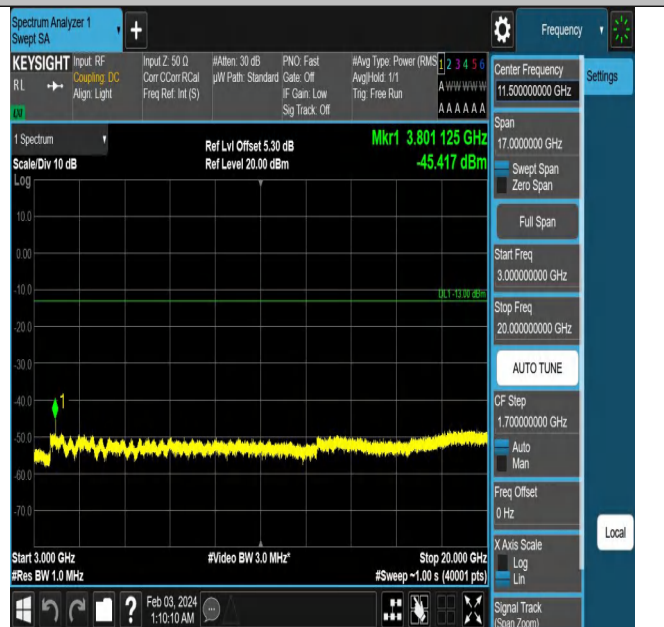 Spectrum Analyzer 1
Swept SA
+
Frequency
KEYSIGHT Input: RF Input Z: 50 Ω #Atten: 30 dB PNO: Fast #Avg Type: Power (RMS 1 2 3 4 5 6
RL Coupling: DC Corr CCorr RCal µW Path: Standard Gate: Off Avg|Hold: 1/1 A W W W W W
Align: Light Freq Ref: Int (S) IF Gain: Low Trig: Free Run
Sig Track: Off A A A A A A
LXI
1 Spectrum
Scale/Div 10 dB
Ref Lvl Offset 5.30 dB
Ref Level 20.00 dBm
Mkr1 3.801 125 GHz
-45.417 dBm
Log
10.0
0.00
-10.0
DL1 -13.00 dBm
-20.0
-30.0
-40.0
1
-50.0
-60.0
-70.0
Start 3.000 GHz #Video BW 3.0 MHz* Stop 20.000 GHz
#Res BW 1.0 MHz #Sweep ~1.00 s (40001 pts)
? Feb 03, 2024
1:10:10 AM
Center Frequency
11.500000000 GHz
Settings
Span
17.0000000 GHz
Swept Span
Zero Span
Full Span
Start Freq
3.000000000 GHz
Stop Freq
20.000000000 GHz
AUTO TUNE
CF Step
1.700000000 GHz
Auto
Man
Freq Offset
0 Hz
Local
X Axis Scale
Log
Lin
Signal Track
(Span Zoom)